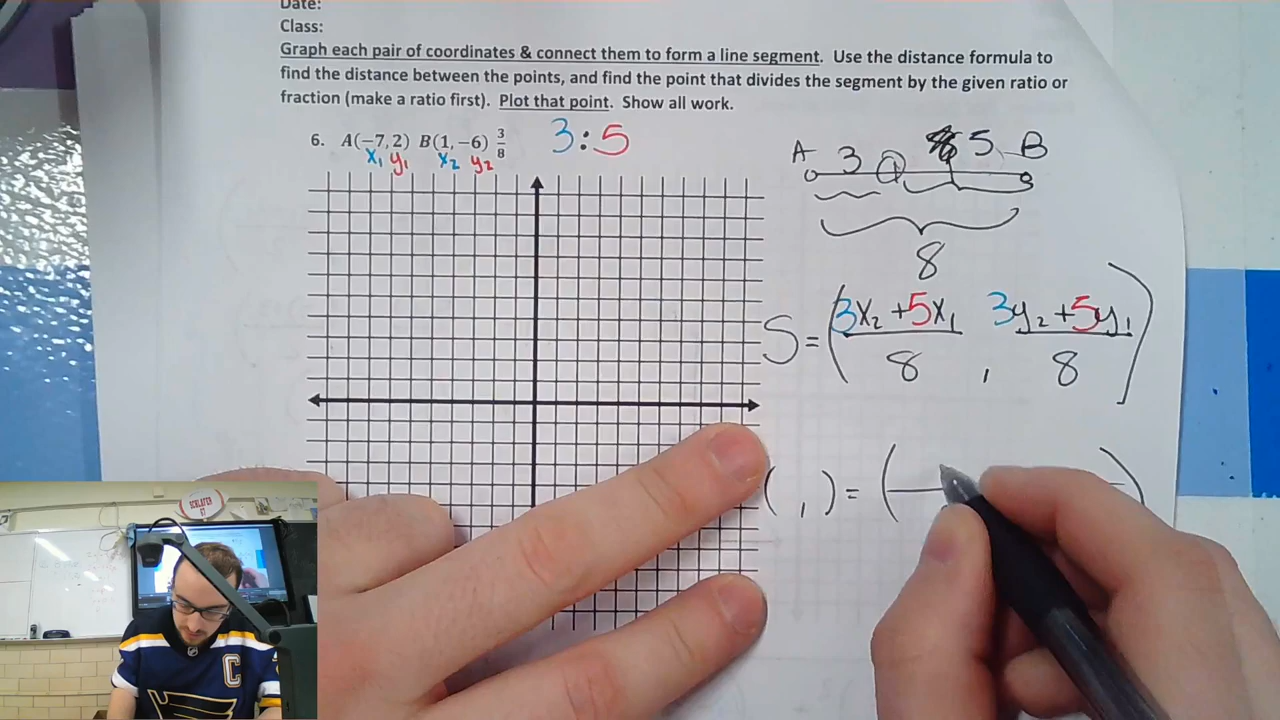 Date:
Class:
Graph each pair of coordinates & connect them to form a line segment. Use the distance formula to
find the distance between the points, and find the point that divides the segment by the given ratio or
fraction (make a ratio first). Plot that point. Show all work.
6. A(−7,2) B(1,−6) 3/8 3:5
x₁ y₁ x₂ y₂
A 3 5 B
8
S = (3x₂+5x₁/8 , 3y₂+5y₁/8)
( , ) = (
C